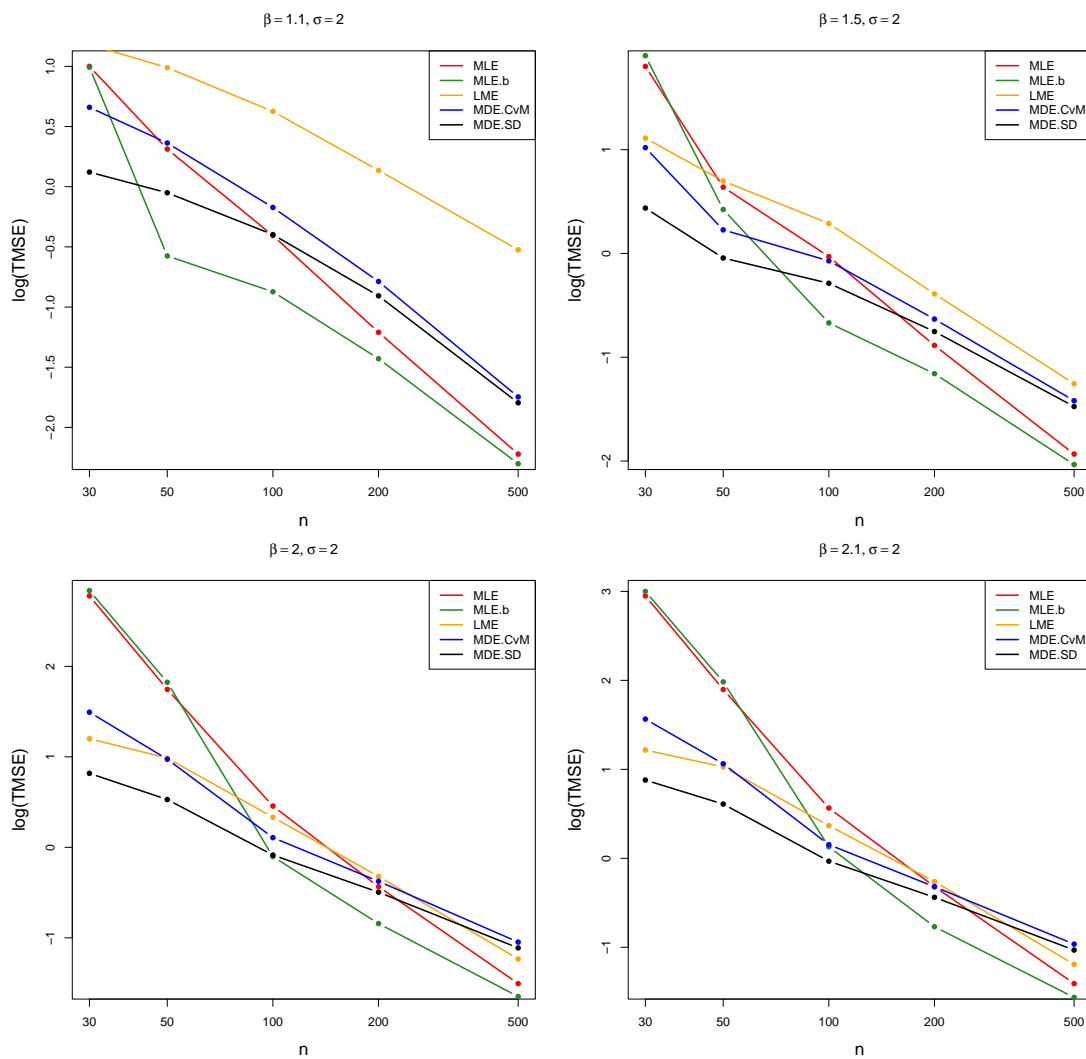 β = 1.1, σ = 2
log(TMSE)
1.0
0.5
0.0
−0.5
−1.0
−1.5
−2.0
MLE
MLE.b
LME
MDE.CvM
MDE.SD
30 50 100 200 500
n
β = 1.5, σ = 2
log(TMSE)
1
0
−1
−2
MLE
MLE.b
LME
MDE.CvM
MDE.SD
30 50 100 200 500
n
β = 2, σ = 2
log(TMSE)
2
1
0
−1
MLE
MLE.b
LME
MDE.CvM
MDE.SD
30 50 100 200 500
n
β = 2.1, σ = 2
log(TMSE)
3
2
1
0
−1
MLE
MLE.b
LME
MDE.CvM
MDE.SD
30 50 100 200 500
n